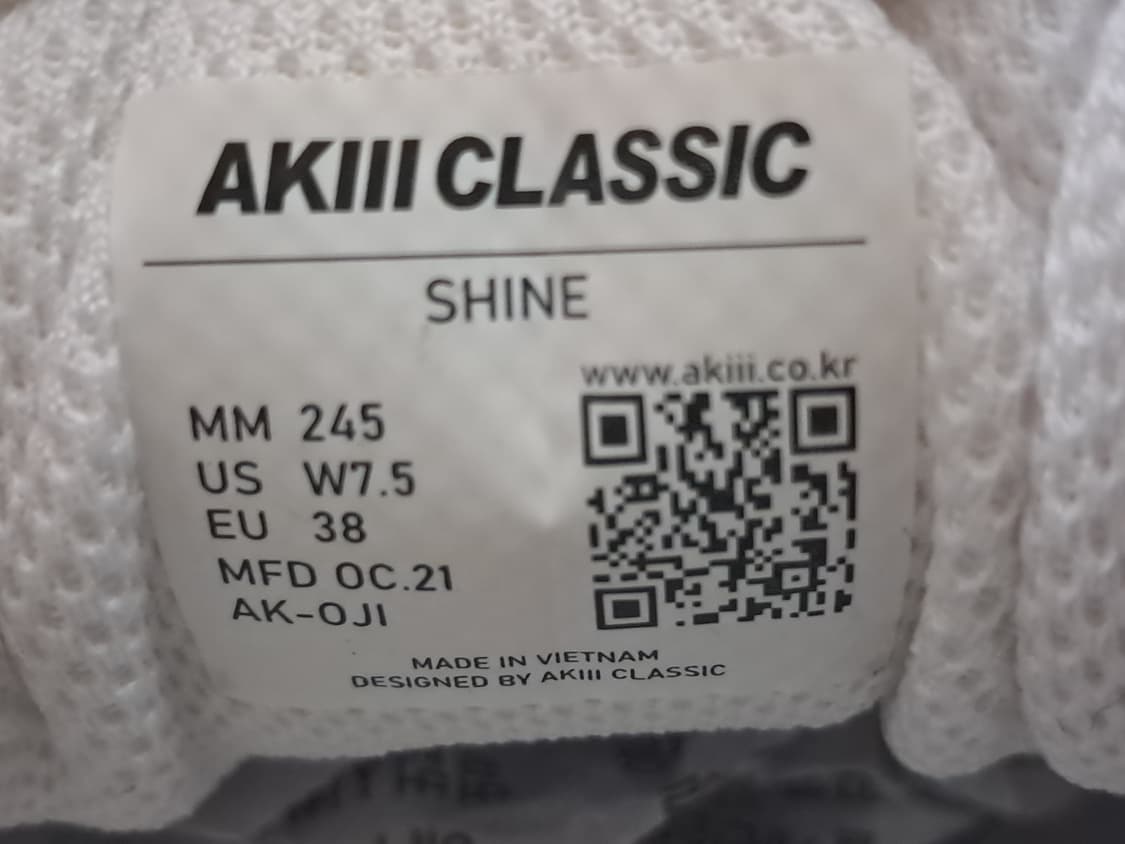 AKIII CLASSIC
SHINE
www.akiii.co.kr
MM 245
US W7.5
EU 38
MFD OC.21
AK-OJI
MADE IN VIETNAM
DESIGNED BY AKIII CLASSIC